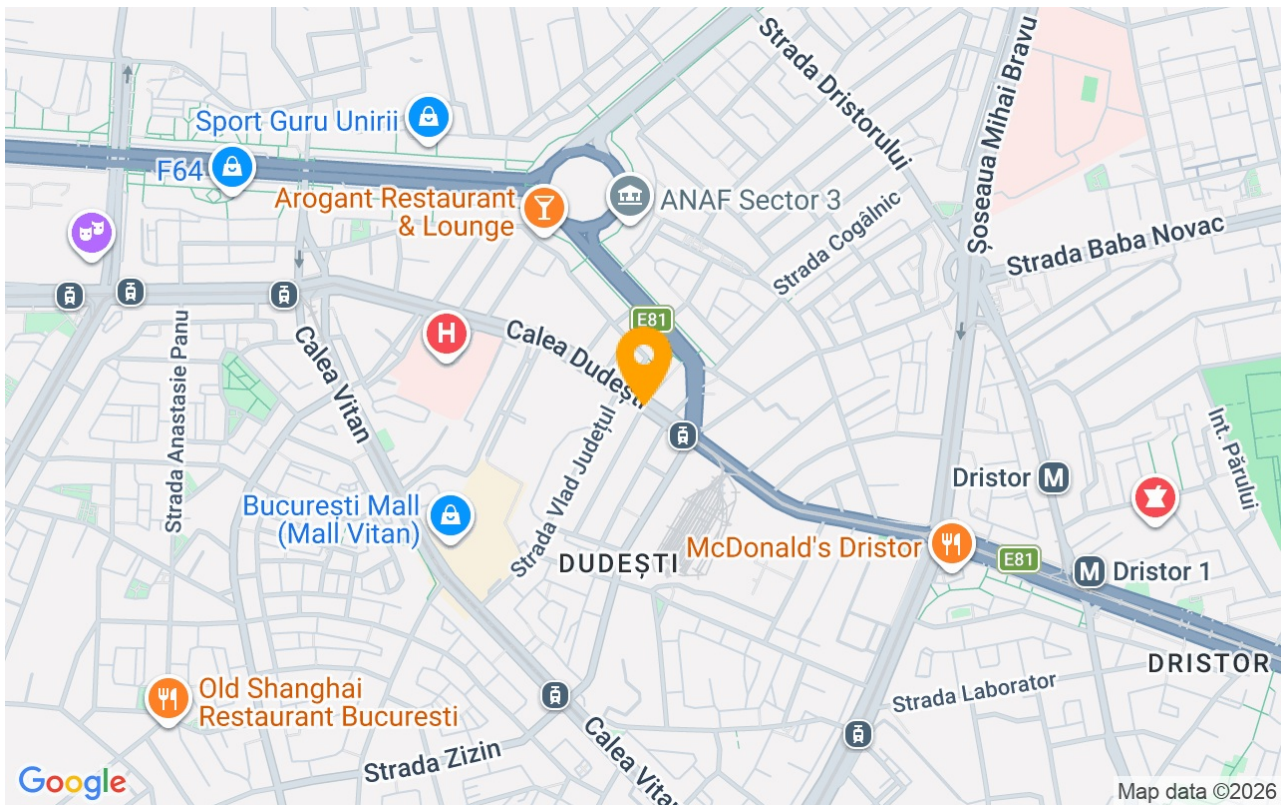 Strada Dristorului
Șoseaua Mihai Bravu
Sport Guru Unirii
F64
Arogant Restaurant
& Lounge
ANAF Sector 3
Strada Cogâlnic
Strada Baba Novac
E81
Calea Dudești
H
Calea Vitan
Strada Anastasie Panu
Strada Vlad Județul
Int. Părului
Dristor
M
București Mall
(Mall Vitan)
DUDEȘTI
McDonald's Dristor
E81
M
Dristor 1
DRISTOR
Old Shanghai
Restaurant Bucuresti
Strada Laborator
Strada Zizin
Calea Vitan
Google
Map data ©2026